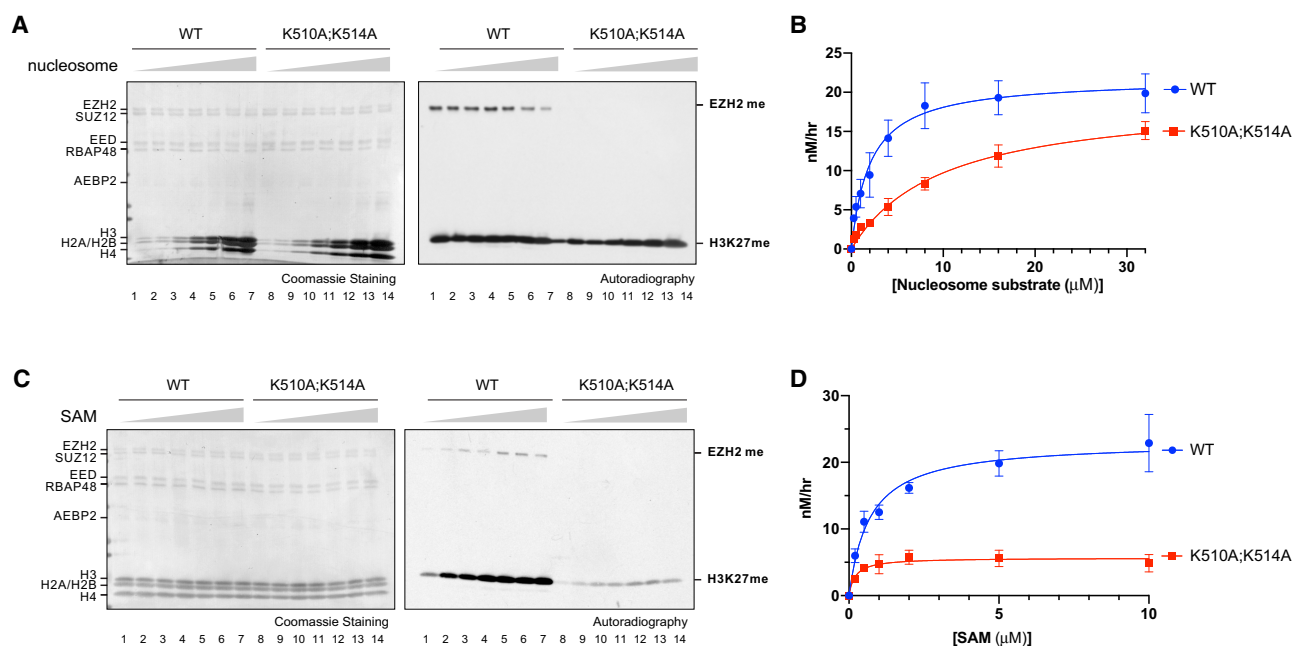 A
WT K510A;K514A WT K510A;K514A
nucleosome
EZH2
SUZ12
EED
RBAP48
AEBP2
H3
H2A/H2B
H4
EZH2 me
H3K27me
Coomassie Staining
Autoradiography
1 2 3 4 5 6 7 8 9 10 11 12 13 14
1 2 3 4 5 6 7 8 9 10 11 12 13 14
B
25
20
15
10
5
0
nM/hr
0 10 20 30
[Nucleosome substrate (μM)]
WT
K510A;K514A
C
WT K510A;K514A WT K510A;K514A
SAM
EZH2
SUZ12
EED
RBAP48
AEBP2
H3
H2A/H2B
H4
EZH2 me
H3K27me
Coomassie Staining
Autoradiography
1 2 3 4 5 6 7 8 9 10 11 12 13 14
1 2 3 4 5 6 7 8 9 10 11 12 13 14
D
30
20
10
0
nM/hr
0 5 10
[SAM (μM)]
WT
K510A;K514A